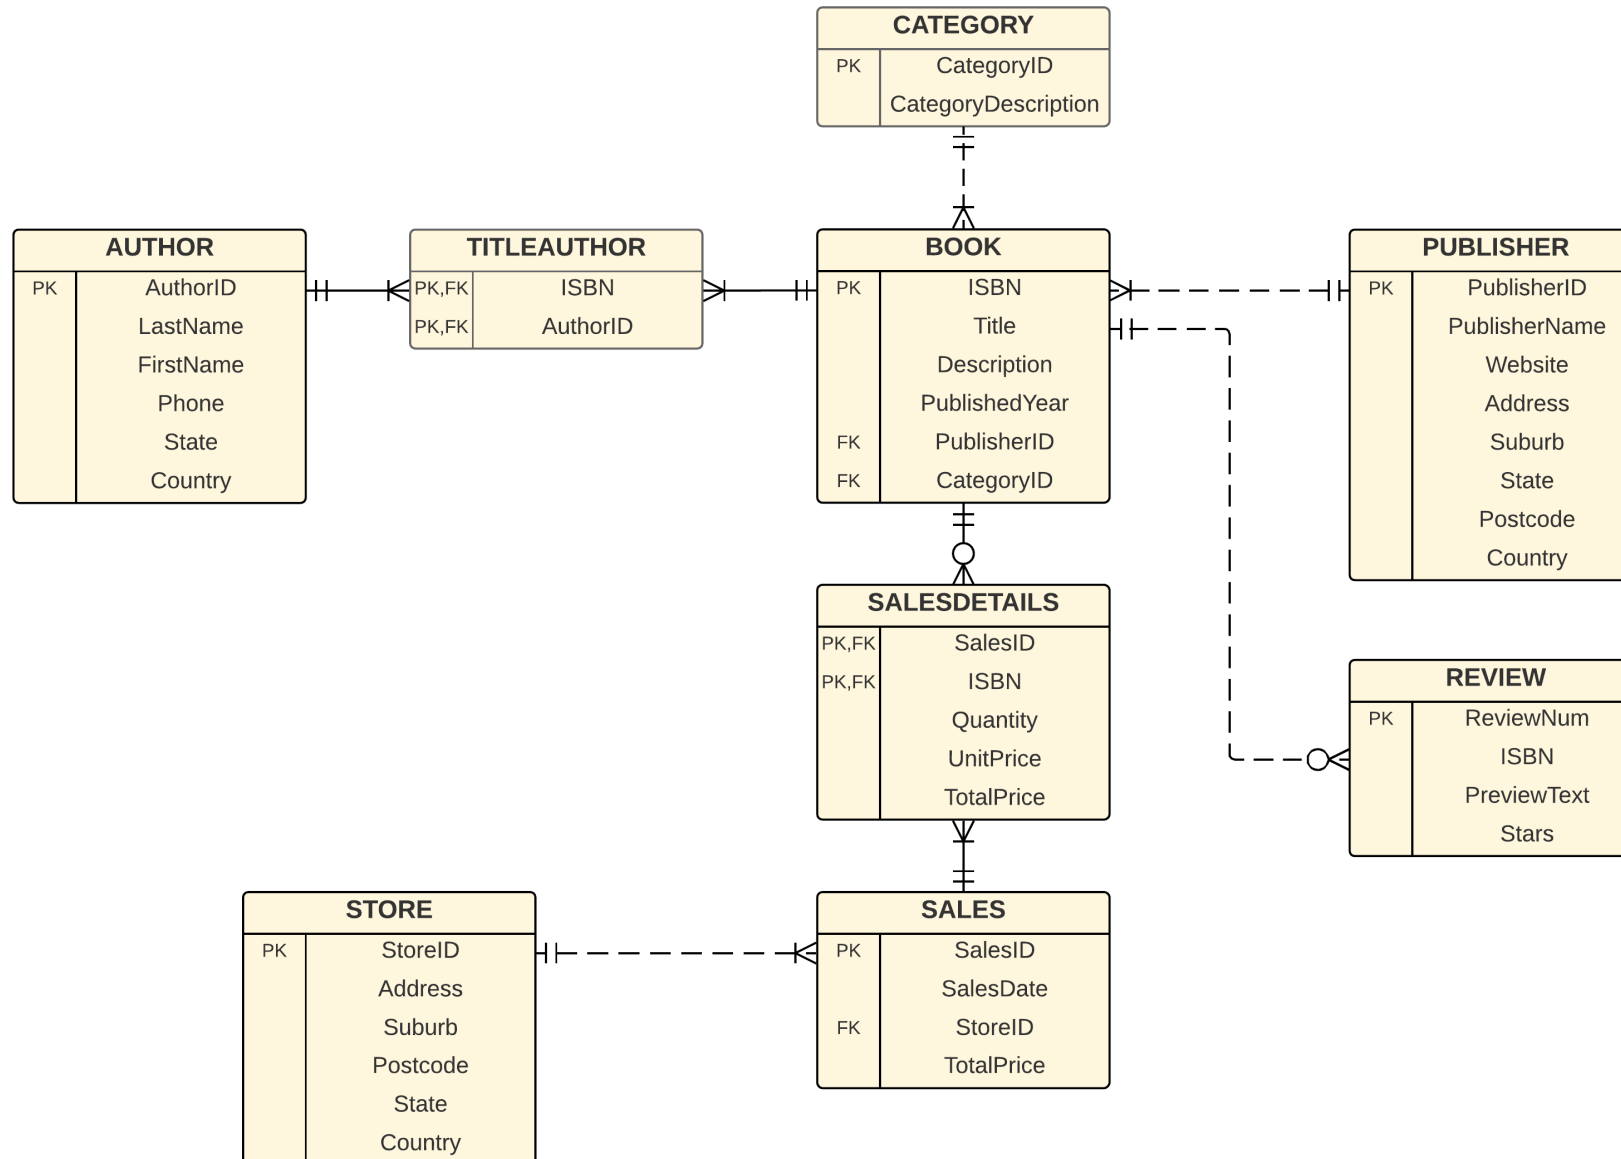 CATEGORY
PK CategoryID
CategoryDescription
AUTHOR
PK AuthorID
LastName
FirstName
Phone
State
Country
TITLEAUTHOR
PK,FK ISBN
PK,FK AuthorID
BOOK
PK ISBN
Title
Description
PublishedYear
FK PublisherID
FK CategoryID
PUBLISHER
PK PublisherID
PublisherName
Website
Address
Suburb
State
Postcode
Country
SALESDETAILS
PK,FK SalesID
PK,FK ISBN
Quantity
UnitPrice
TotalPrice
REVIEW
PK ReviewNum
ISBN
PreviewText
Stars
STORE
PK StoreID
Address
Suburb
Postcode
State
Country
SALES
PK SalesID
SalesDate
FK StoreID
TotalPrice